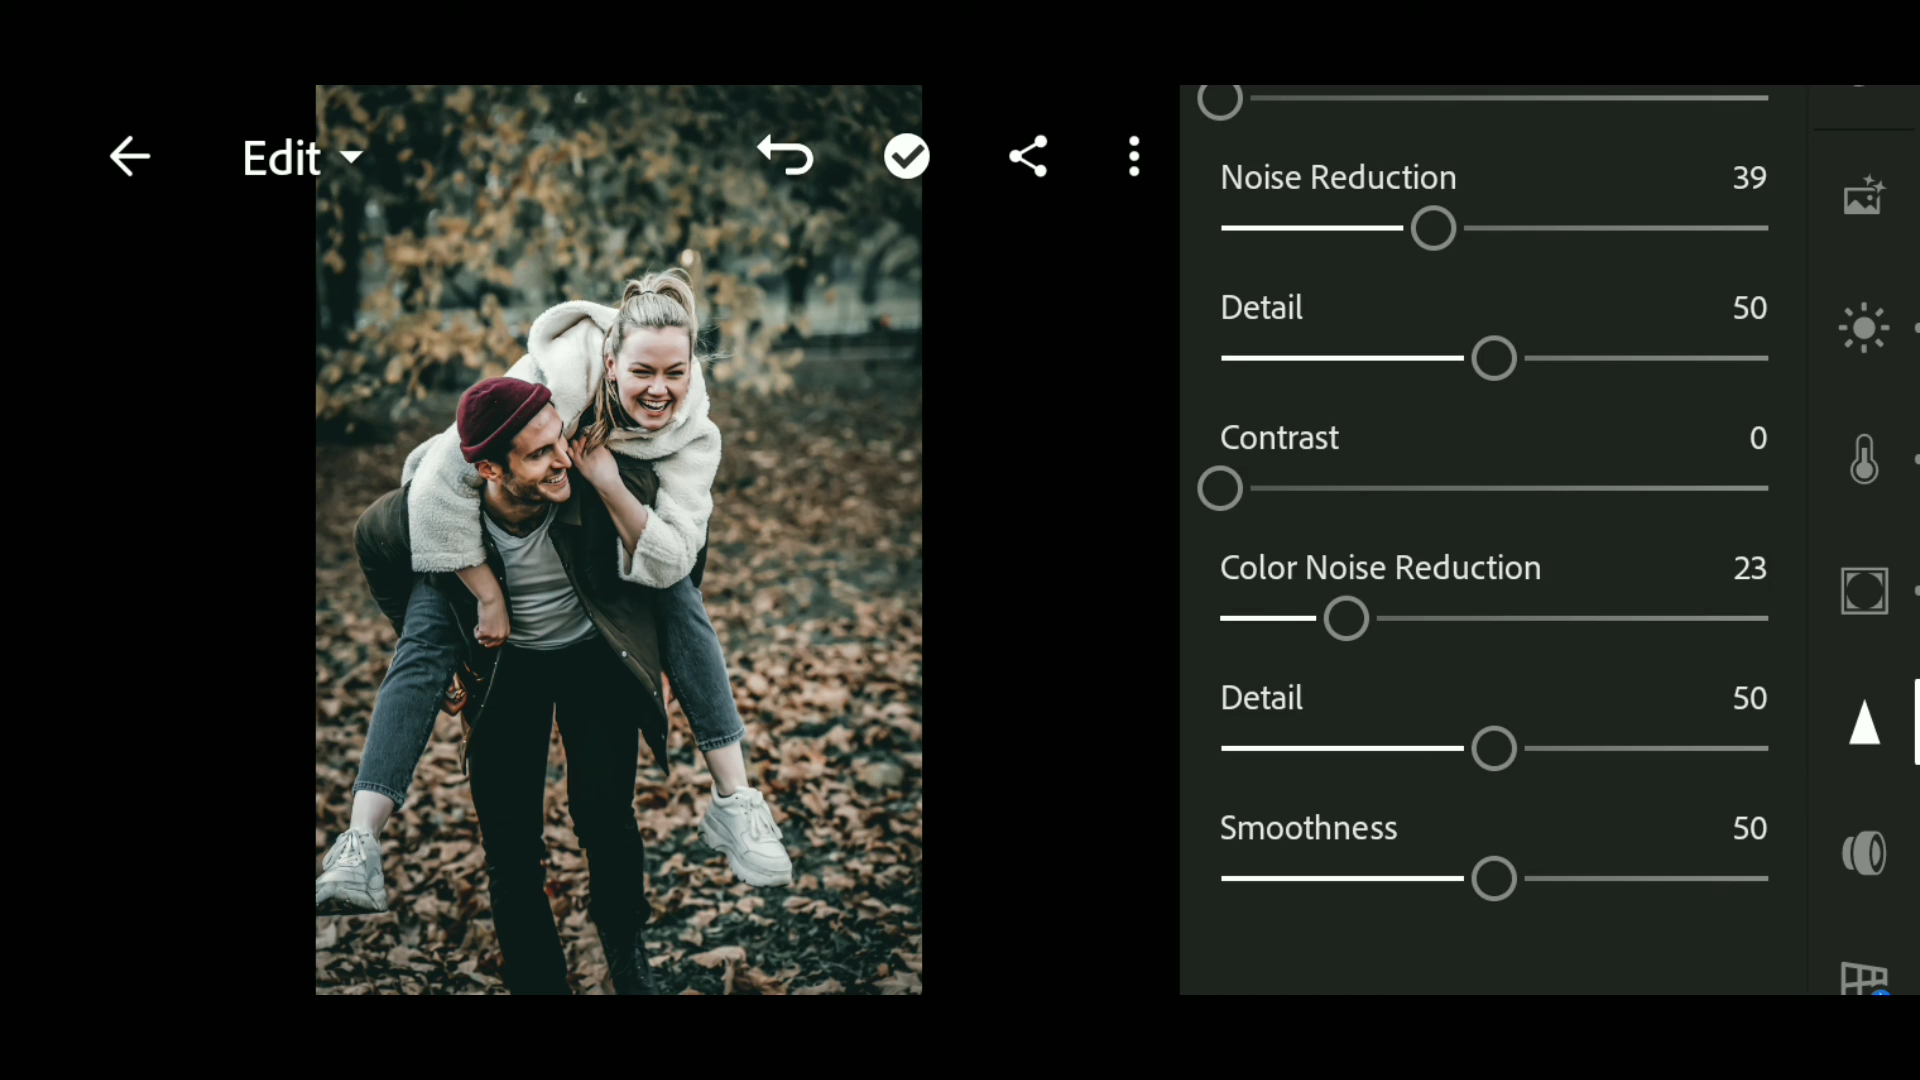 Edit
Noise Reduction 39
Detail 50
Contrast 0
Color Noise Reduction 23
Detail 50
Smoothness 50